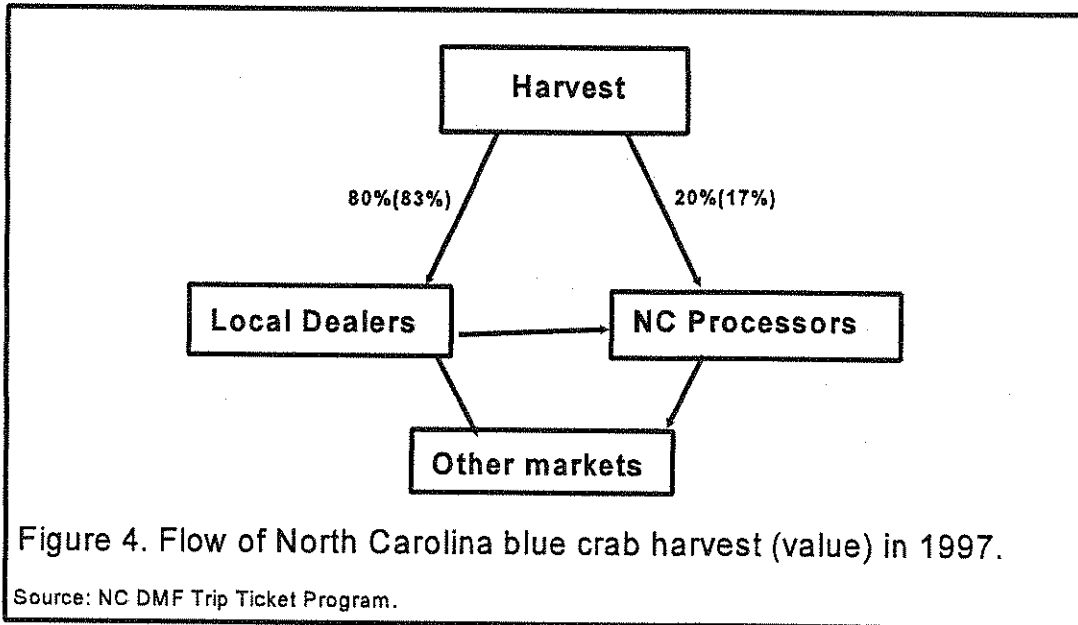 Harvest
80%(83%)
20%(17%)
Local Dealers
NC Processors
Other markets
Figure 4. Flow of North Carolina blue crab harvest (value) in 1997.
Source: NC DMF Trip Ticket Program.